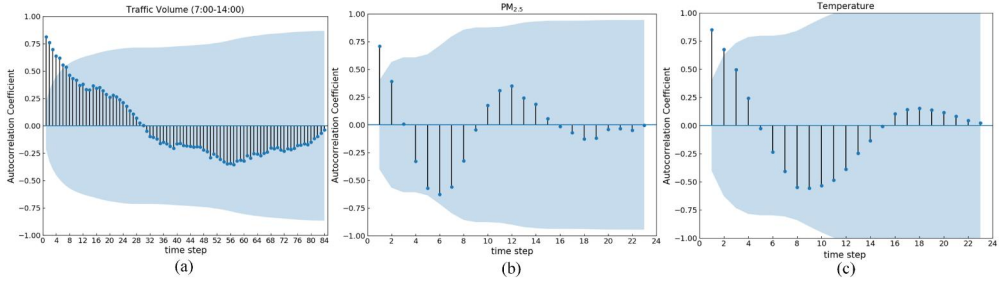 Traffic Volume (7:00-14:00)
1.00
0.75
0.50
0.25
0.00
−0.25
−0.50
−0.75
−1.00
Autocorrelation Coefficient
0 4 8 12 16 20 24 28 32 36 40 44 48 52 56 60 64 68 72 76 80 84
time step
(a)
PM2.5
1.00
0.75
0.50
0.25
0.00
−0.25
−0.50
−0.75
−1.00
Autocorrelation Coefficient
0 2 4 6 8 10 12 14 16 18 20 22 24
time step
(b)
Temperature
1.00
0.75
0.50
0.25
0.00
−0.25
−0.50
−0.75
−1.00
Autocorrelation Coefficient
0 2 4 6 8 10 12 14 16 18 20 22 24
time step
(c)